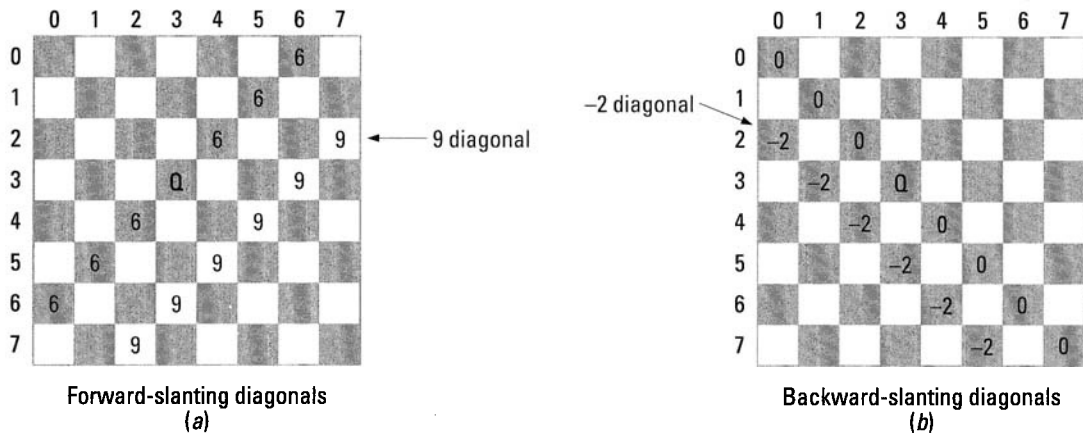 0 1 2 3 4 5 6 7
0 6
1 6
2 6 9
9 diagonal
3 Q 9
4 6 9
5 6 9
6 6 9
7 9
Forward-slanting diagonals
(a)
0 1 2 3 4 5 6 7
0 0
1 0
–2 diagonal
2 –2 0
3 –2 Q
4 –2 0
5 –2 0
6 –2 0
7 –2 0
Backward-slanting diagonals
(b)